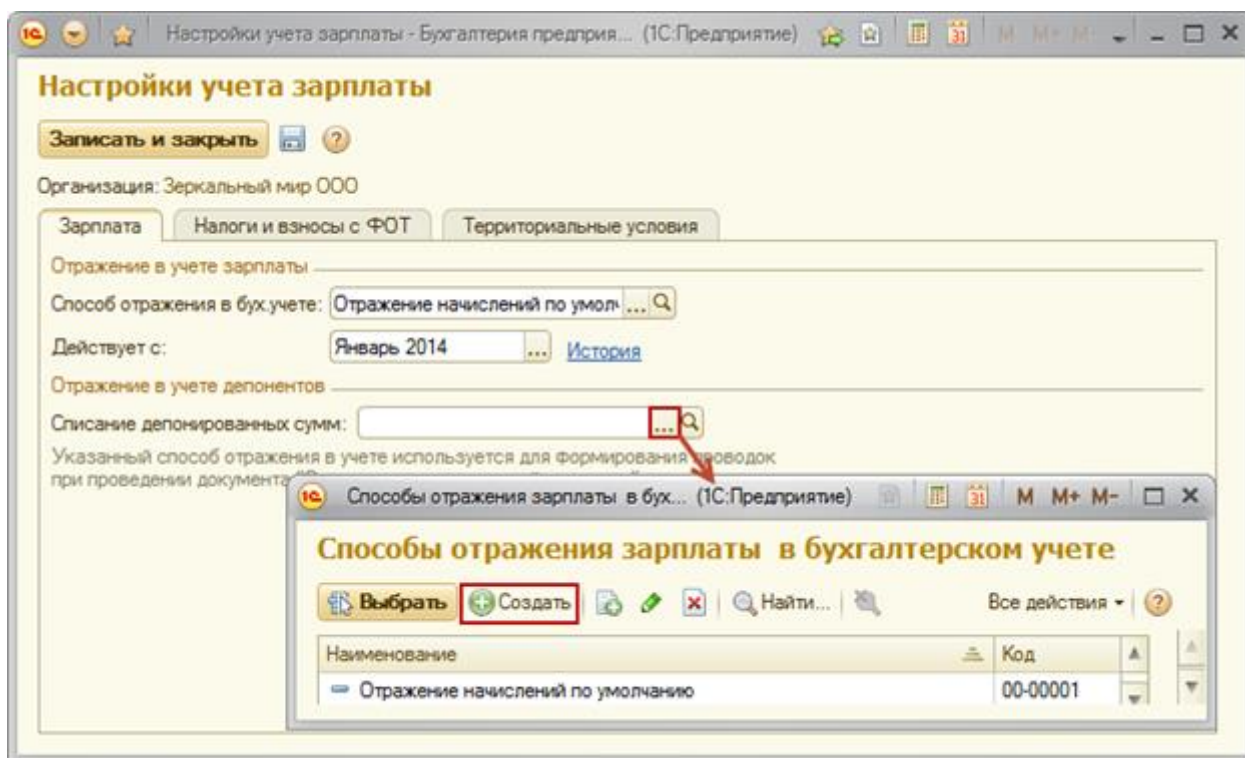 Настройки учета зарплаты - Бухгалтерия предприя... (1С:Предприятие) 31 M M+ M-
Настройки учета зарплаты
Записать и закрыть
Организация: Зеркальный мир ООО
Зарплата Налоги и взносы с ФОТ Территориальные условия
Отражение в учете зарплаты
Способ отражения в бух.учете: Отражение начислений по умолч ...
Действует с: Январь 2014 ... История
Отражение в учете депонентов
Списание депонированных сумм: ...
Указанный способ отражения в учете используется для формирования проводок
при проведении документа
Способы отражения зарплаты в бух... (1С:Предприятие) 31 M M+ M-
Способы отражения зарплаты в бухгалтерском учете
Выбрать Создать Найти... Все действия
Наименование Код
Отражение начислений по умолчанию 00-00001